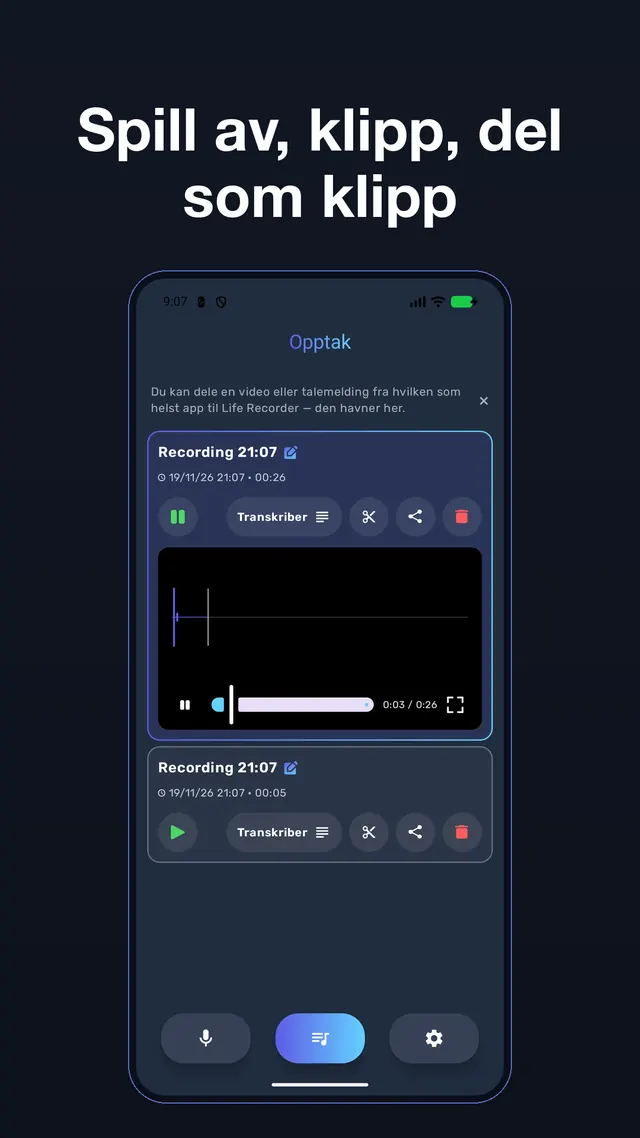 Spill av, klipp, del
som klipp
9:07
Opptak
Du kan dele en video eller talemelding fra hvilken som
helst app til Life Recorder – den havner her.
Recording 21:07
19/11/26 21:07 • 00:26
Transkriber
0:03 / 0:26
Recording 21:07
19/11/26 21:07 • 00:05
Transkriber